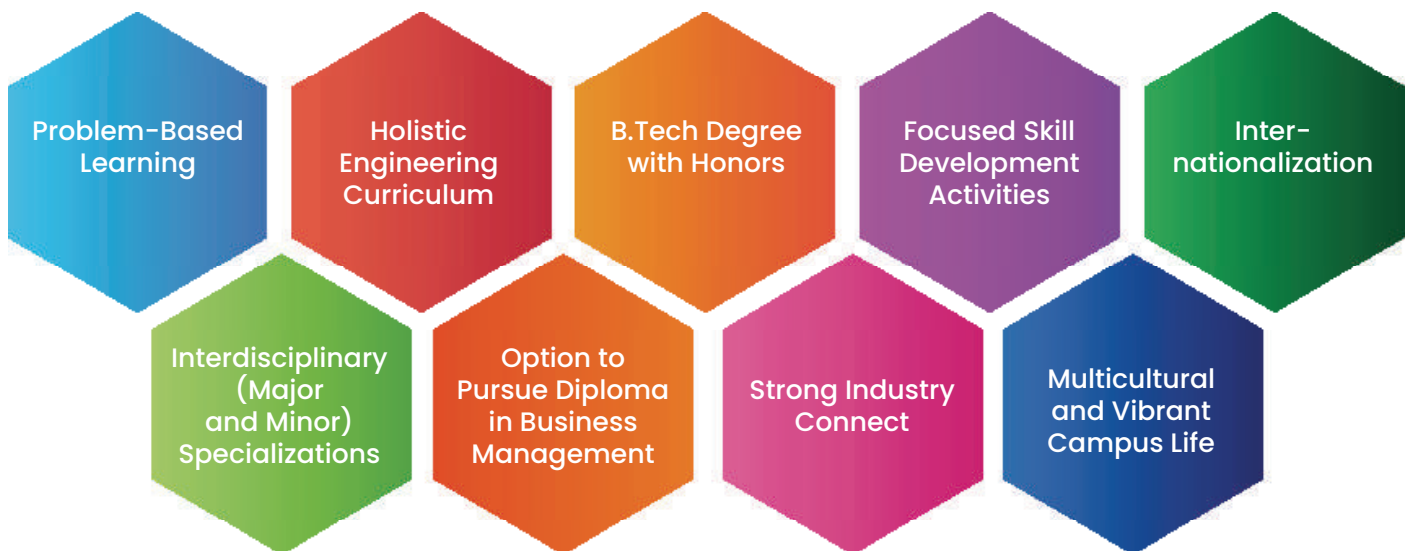 Problem-Based
Learning
Holistic
Engineering
Curriculum
B.Tech Degree
with Honors
Focused Skill
Development
Activities
Inter-
nationalization
Interdisciplinary
(Major
and Minor)
Specializations
Option to
Pursue Diploma
in Business
Management
Strong Industry
Connect
Multicultural
and Vibrant
Campus Life